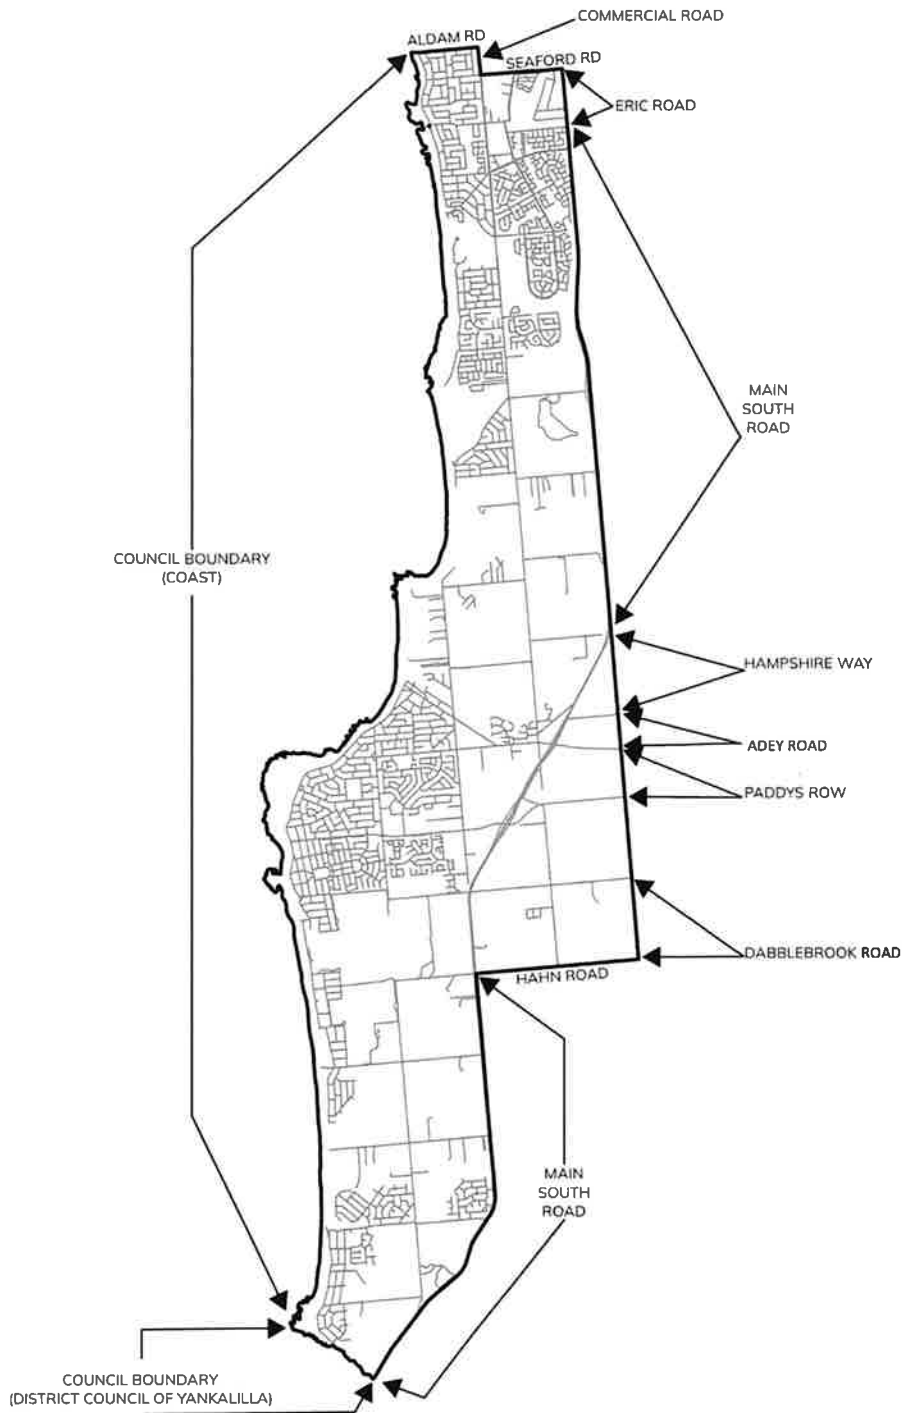 COMMERCIAL ROAD
ALDAM RD
SEAFORD RD
ERIC ROAD
MAIN
SOUTH
ROAD
COUNCIL BOUNDARY
(COAST)
HAMPSHIRE WAY
ADEY ROAD
PADDYS ROW
DABBLEBROOK ROAD
HAHN ROAD
MAIN
SOUTH
ROAD
COUNCIL BOUNDARY
(DISTRICT COUNCIL OF YANKALILLA)